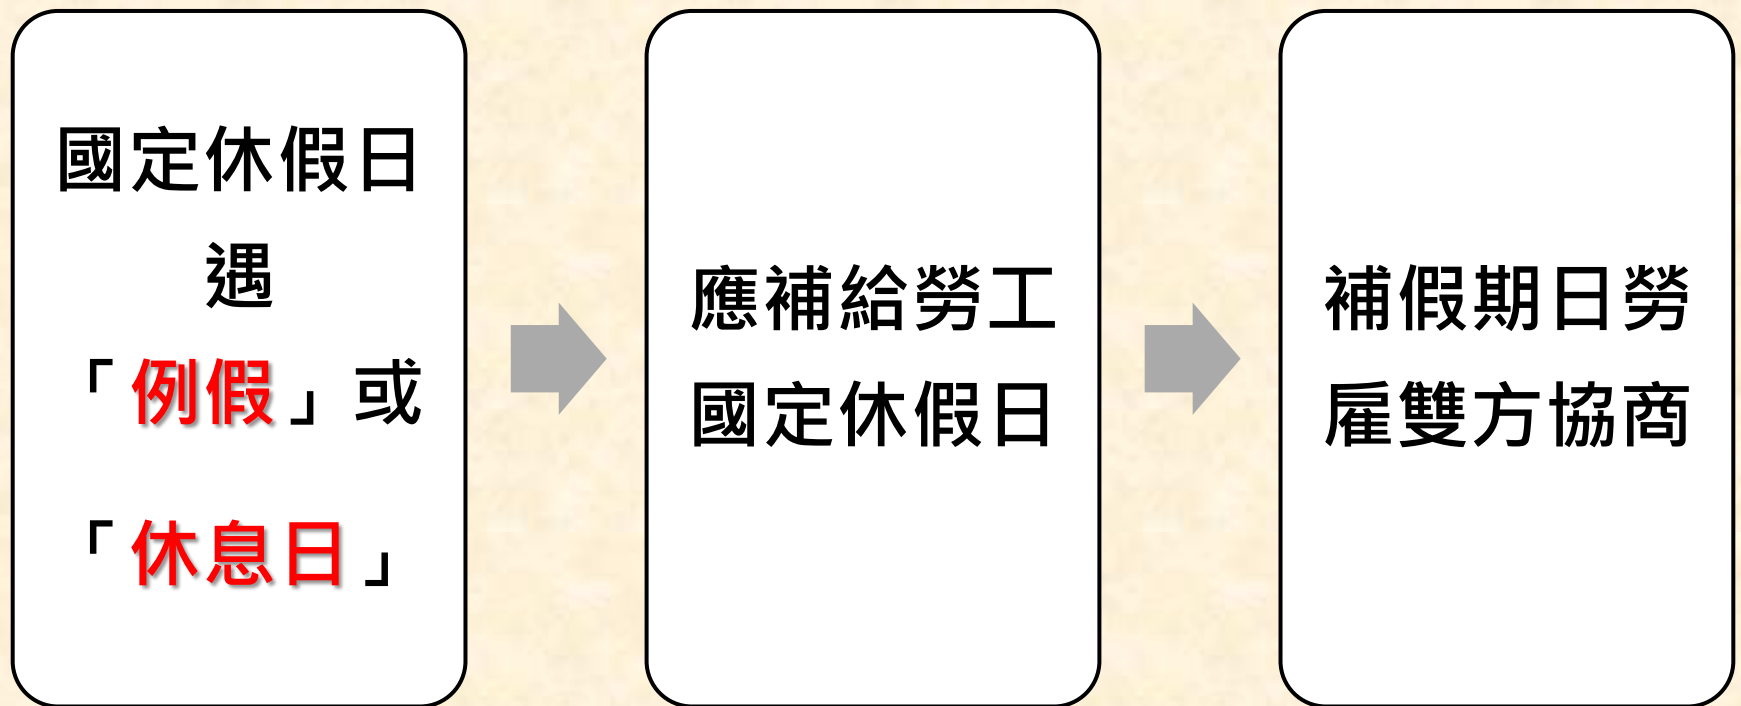 國定休假日
遇
「例假」或
「休息日」
應補給勞工
國定休假日
補假期日勞
雇雙方協商